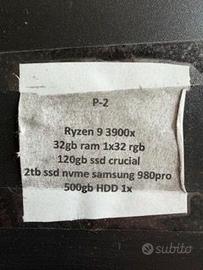 P-2
Ryzen 9 3900x
32gb ram 1x32 rgb
120gb ssd crucial
2tb ssd nvme samsung 980pro
500gb HDD 1x
subito